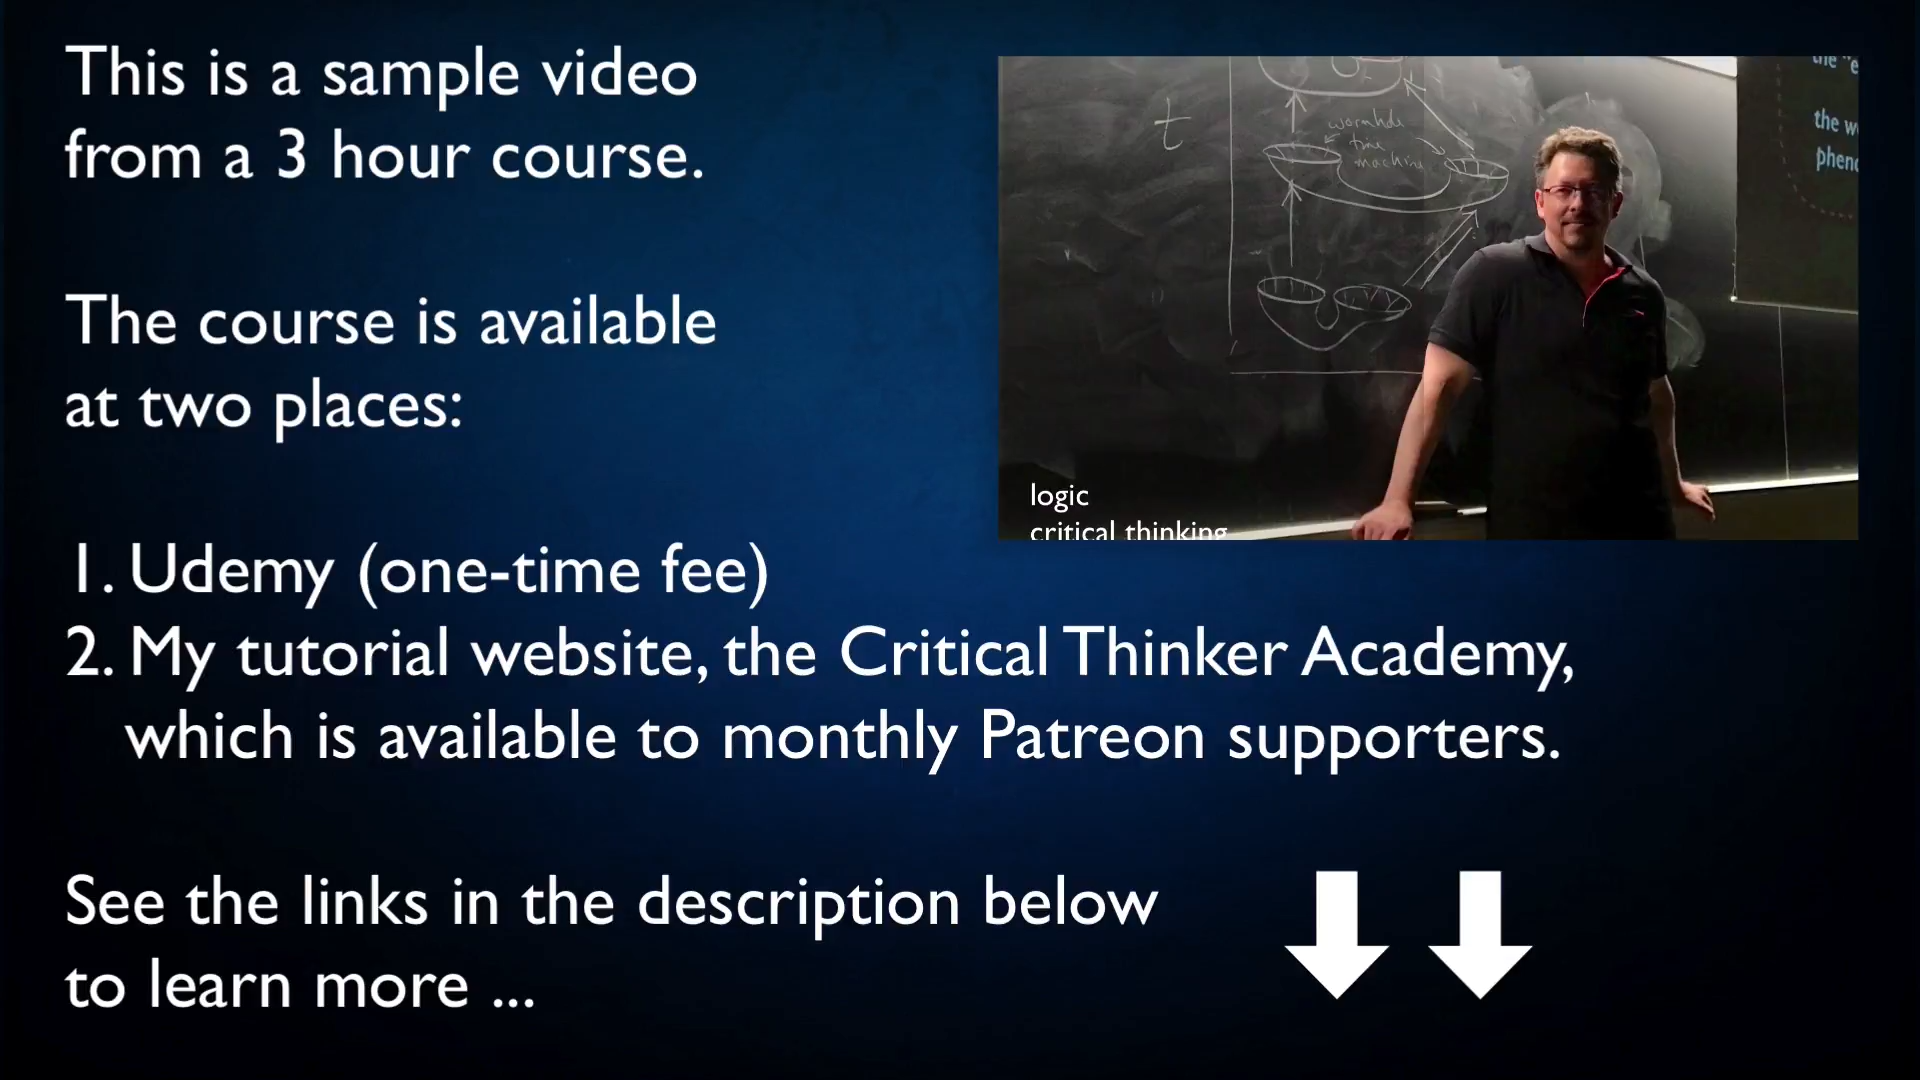 This is a sample video
from a 3 hour course.
The course is available
at two places:
1. Udemy (one-time fee)
2. My tutorial website, the Critical Thinker Academy,
which is available to monthly Patreon supporters.
See the links in the description below
to learn more ...
t
wormhole
time
machine
the "e
the w
pheno
logic
critical thinking